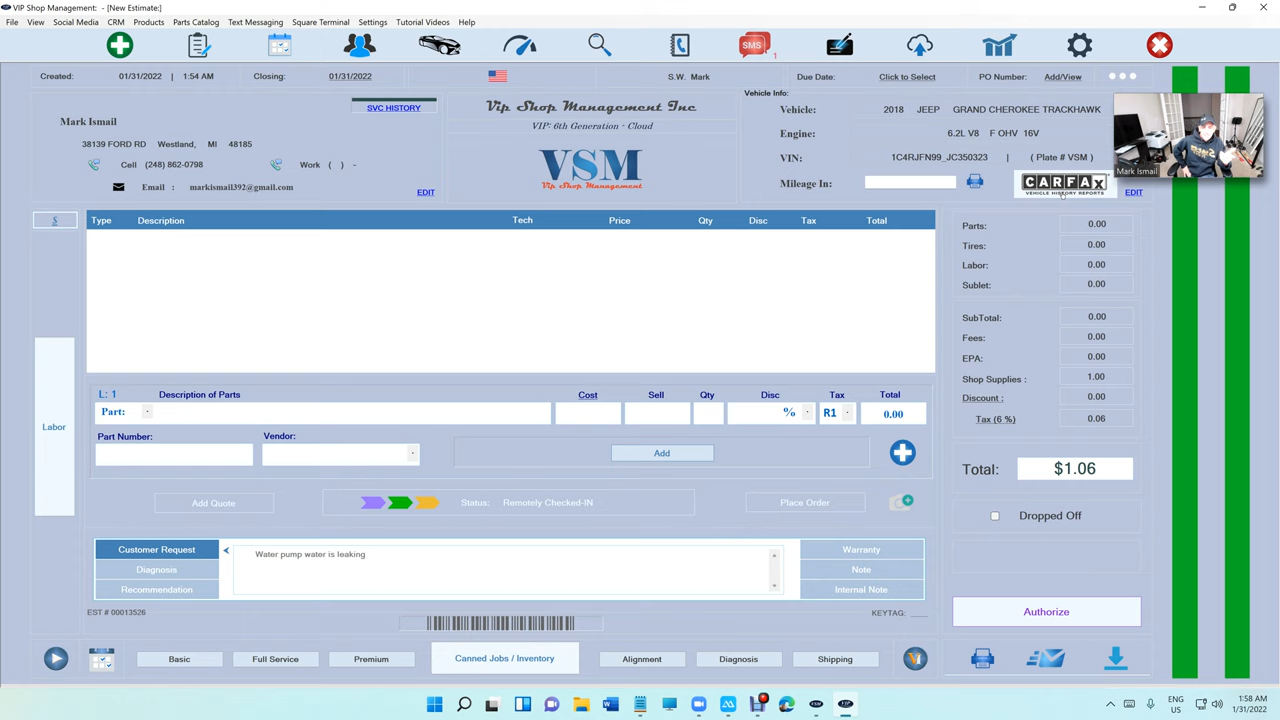 VIP Shop Management: - [New Estimate:]
File View Social Media CRM Products Parts Catalog Text Messaging Square Terminal Settings Tutorial Videos Help
SMS 1
Created: 01/31/2022 | 1:54 AM Closing: 01/31/2022 S.W. Mark Due Date: Click to Select PO Number: Add/View
Vehicle Info:
SVC HISTORY
Vip Shop Management Inc
VIP: 6th Generation - Cloud
VSM
Vip Shop Management
Mark Ismail
38139 FORD RD Westland, MI 48185
Cell (248) 862-0798 Work ( ) -
Email : markismail392@gmail.com
EDIT
Vehicle: 2018 JEEP GRAND CHEROKEE TRACKHAWK
Engine: 6.2L V8 F OHV 16V
VIN: 1C4RJFN99_JC350323 | ( Plate # VSM )
Mileage In:
CARFAX
VEHICLE HISTORY REPORTS
EDIT
Mark Ismail
$
Type Description Tech Price Qty Disc Tax Total
Labor
L: 1 Description of Parts Cost Sell Qty Disc Tax Total
Part: % R1 0.00
Part Number: Vendor:
Add
Add Quote Status: Remotely Checked-IN Place Order
Customer Request
Diagnosis
Recommendation
Water pump water is leaking
Warranty
Note
Internal Note
EST # 00013526 KEYTAG: ___
Basic Full Service Premium Canned Jobs / Inventory Alignment Diagnosis Shipping
Parts: 0.00
Tires: 0.00
Labor: 0.00
Sublet: 0.00
SubTotal: 0.00
Fees: 0.00
EPA: 0.00
Shop Supplies : 1.00
Discount : 0.00
Tax (6 %) 0.06
Total: $1.06
Dropped Off
Authorize
ENG
US
1:58 AM
1/31/2022